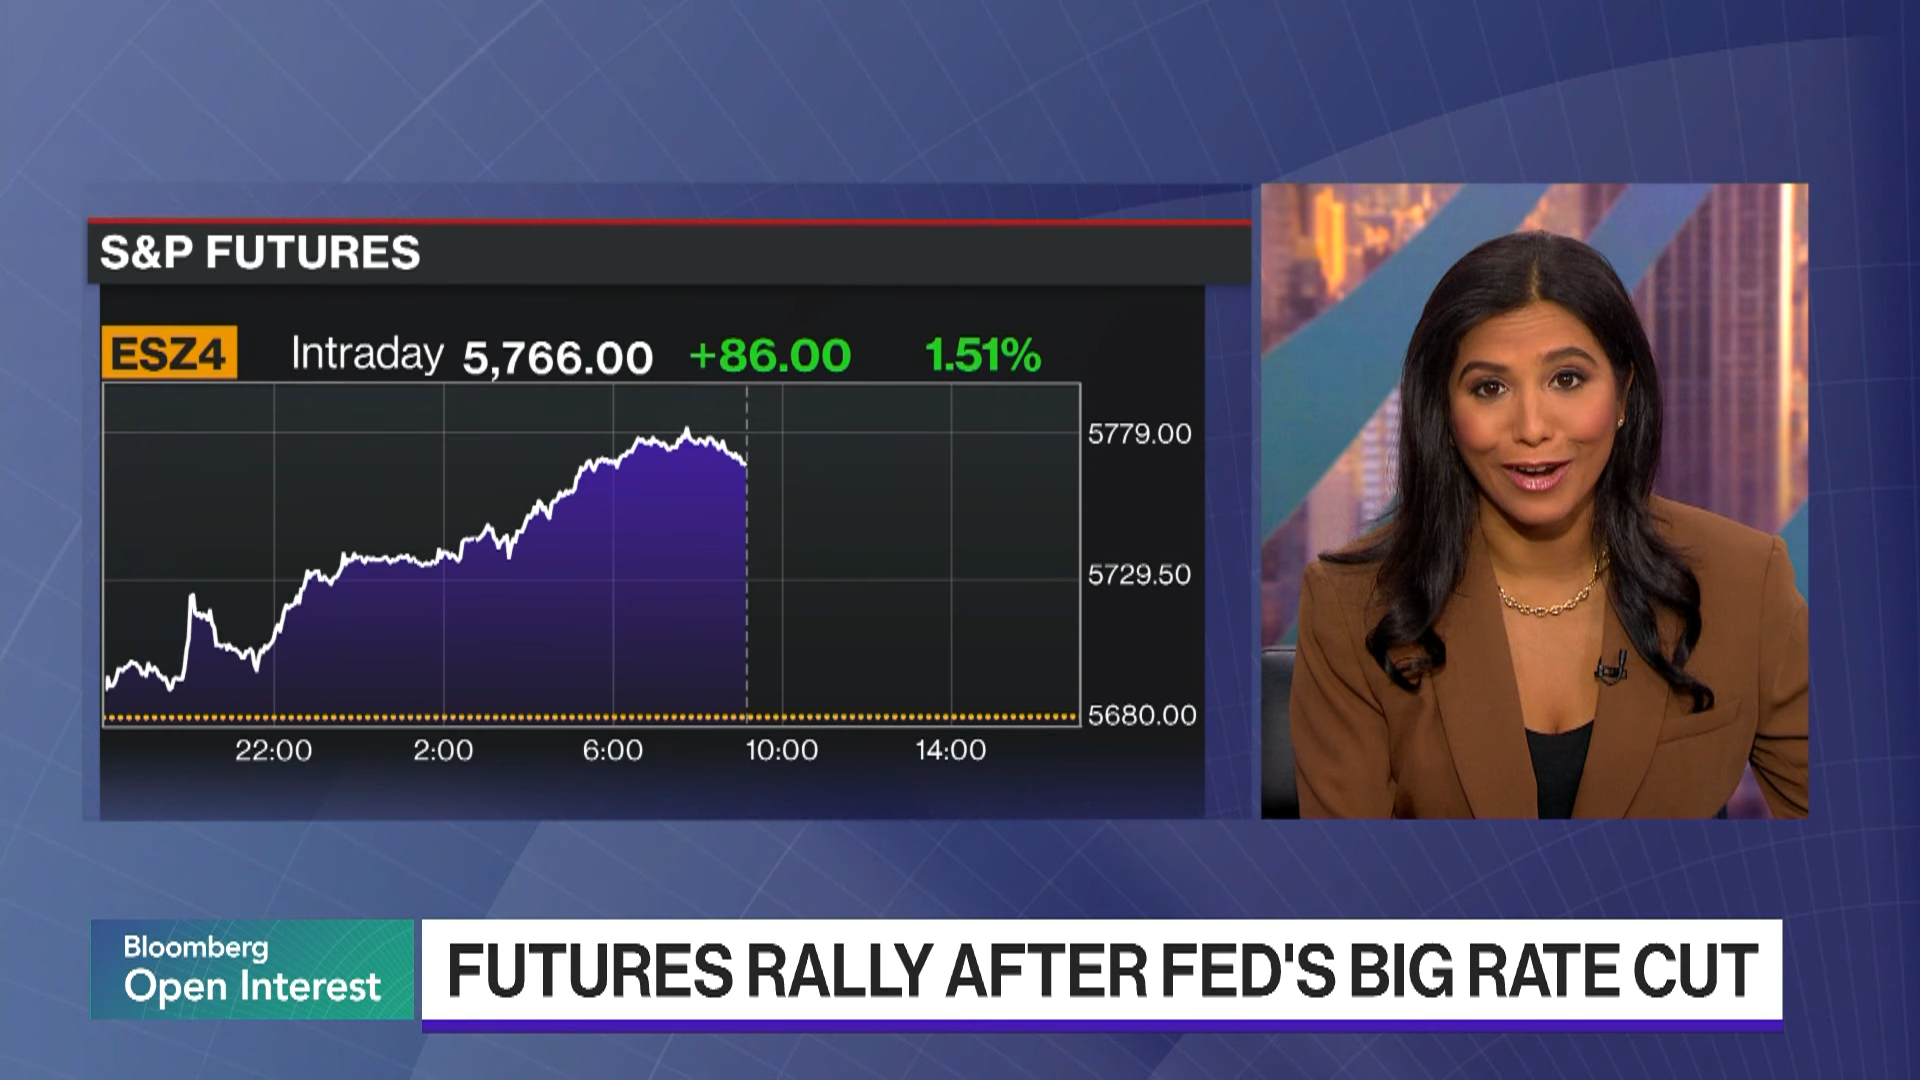 S&P FUTURES
ESZ4 Intraday 5,766.00 +86.00 1.51%
5779.00
5729.50
5680.00
22:00 2:00 6:00 10:00 14:00
Bloomberg
Open Interest
FUTURES RALLY AFTER FED'S BIG RATE CUT